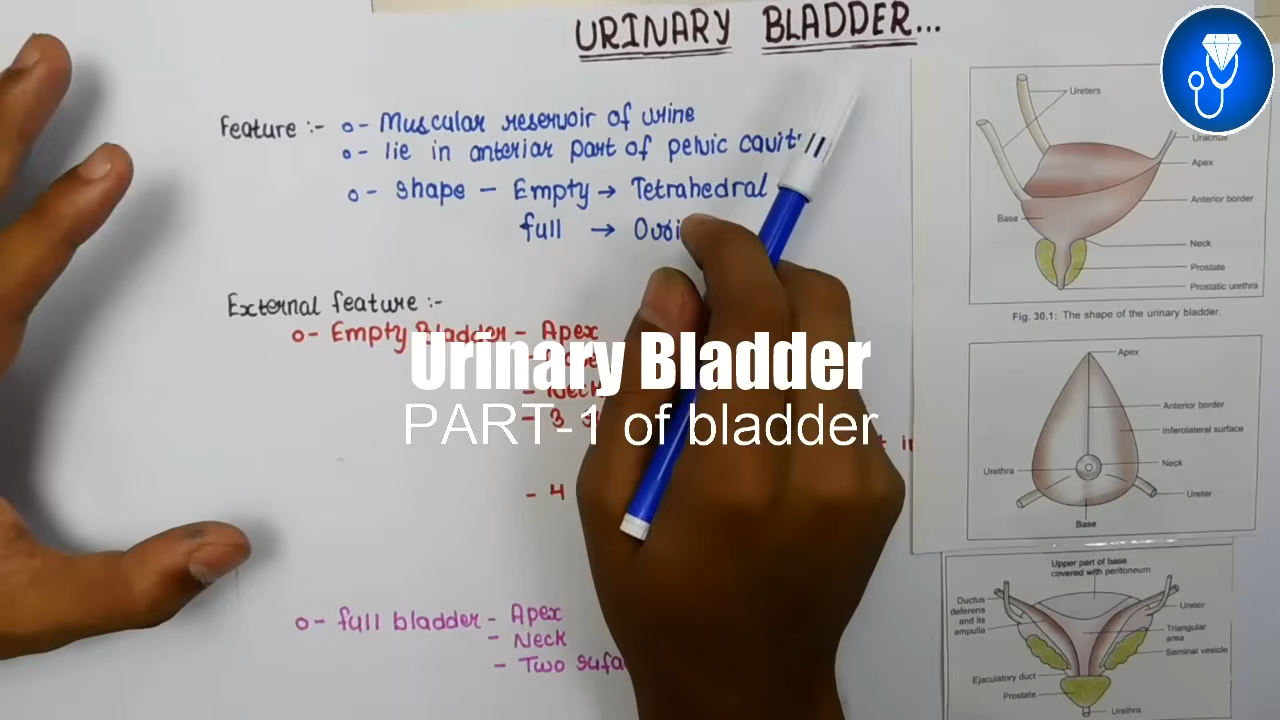 URINARY BLADDER...
Feature :- o- Muscular reservoir of urine
o- lie in anterior part of pelvic
o- shape - Empty → Tetrahedral
full →
External feature :-
o- Empty Bladder - Apex
- Neck
- 3
- 4
o- full bladder - Apex
- Neck
- Two
Urinary Bladder
PART-1 of bladder
Ureters
Urachus
Apex
Anterior border
Base
Neck
Prostate
Prostatic urethra
Fig. 30.1: The shape of the urinary bladder.
Apex
Anterior border
Inferolateral surface
Urethra
Neck
Ureter
Base
Upper part of base
covered with peritoneum
Ductus
deferens
and its
ampulla
Ureter
Triangular
area
Seminal vesicle
Ejaculatory duct
Prostate
Urethra